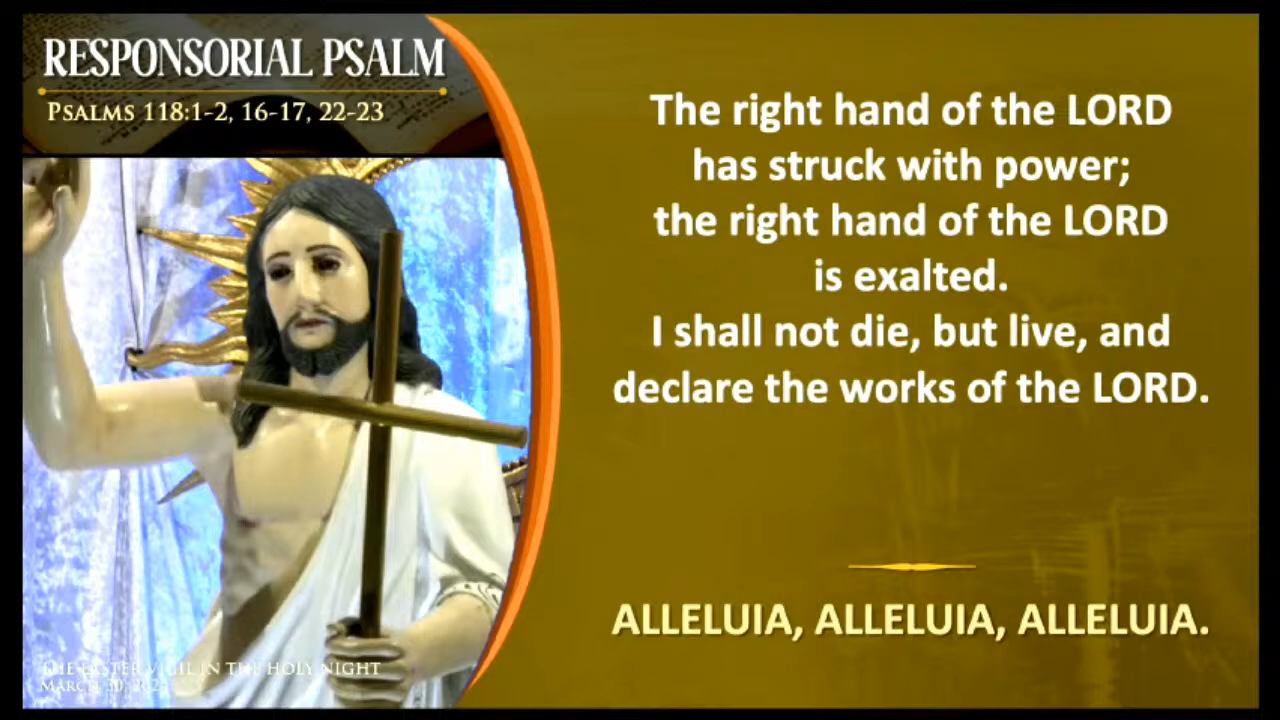 RESPONSORIAL PSALM
PSALMS 118:1-2, 16-17, 22-23
The right hand of the LORD
has struck with power;
the right hand of the LORD
is exalted.
I shall not die, but live, and
declare the works of the LORD.
ALLELUIA, ALLELUIA, ALLELUIA.
THE EASTER VIGIL IN THE HOLY NIGHT
MARCH 30,